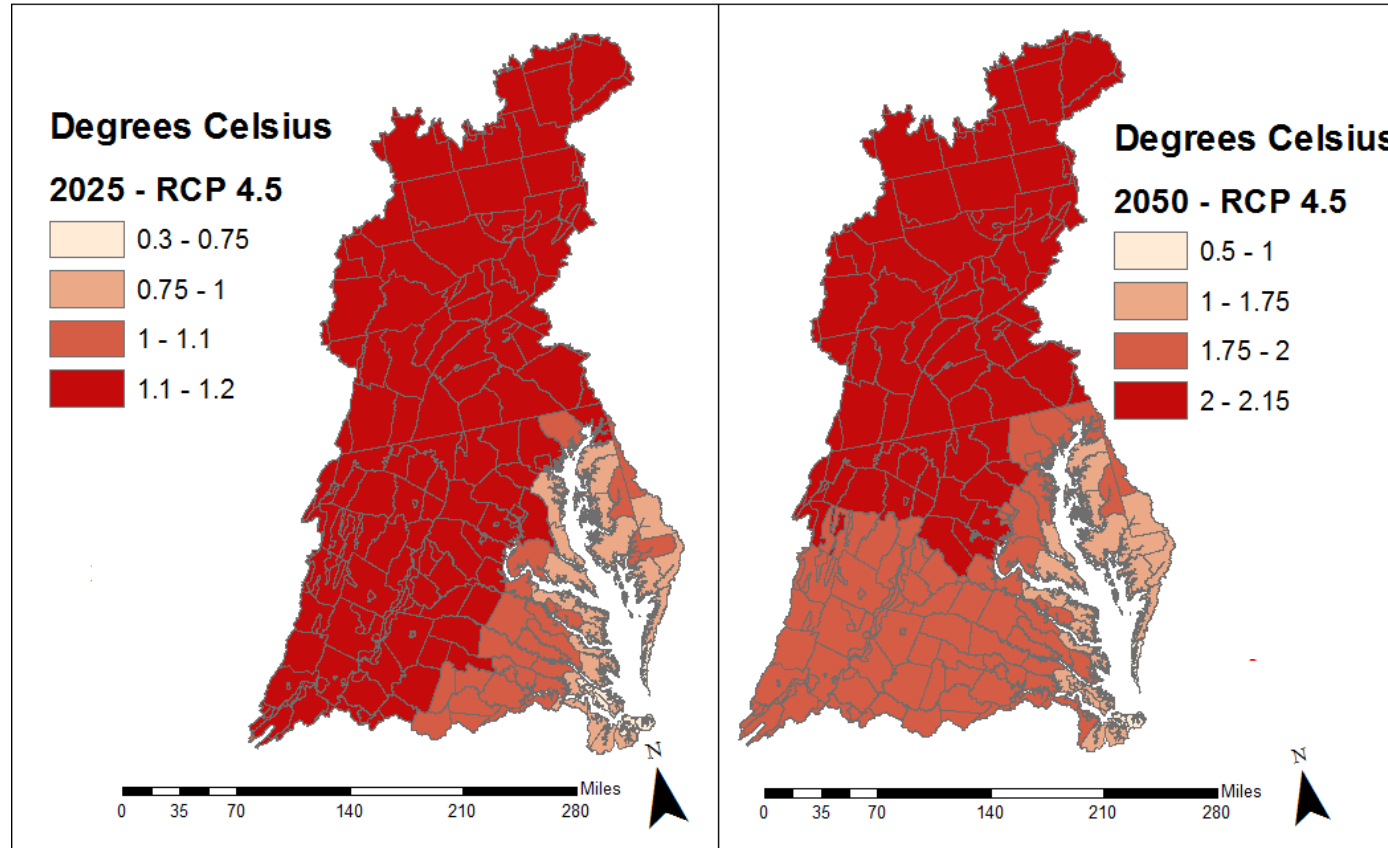 Degrees Celsius
2025 - RCP 4.5
0.3 - 0.75
0.75 - 1
1 - 1.1
1.1 - 1.2
N
Miles
0 35 70 140 210 280
Degrees Celsius
2050 - RCP 4.5
0.5 - 1
1 - 1.75
1.75 - 2
2 - 2.15
N
Miles
0 35 70 140 210 280